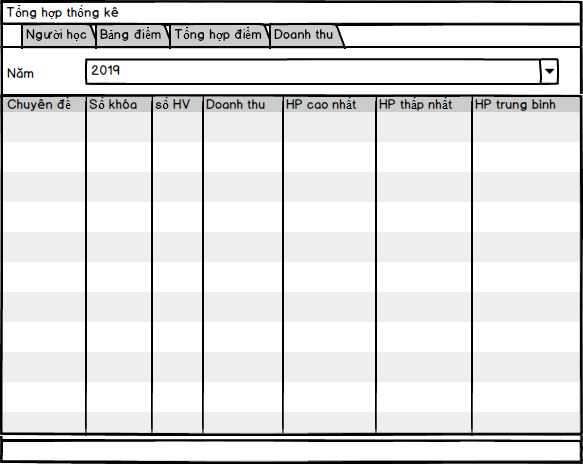 Tổng hợp thống kê
Người học Bảng điểm Tổng hợp điểm Doanh thu
Năm 2019
Chuyên đề Số khóa số HV Doanh thu HP cao nhất HP thấp nhất HP trung bình